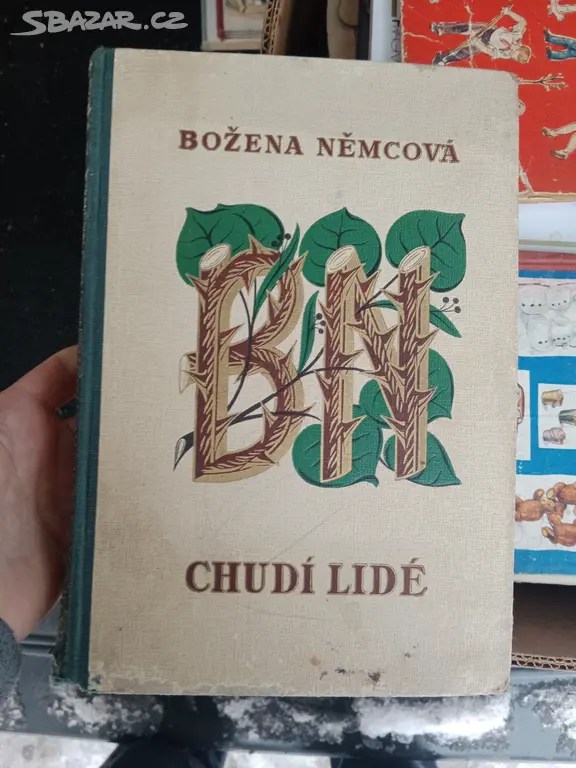 SBAZAR.CZ
BOŽENA NĚMCOVÁ
BN
CHUDÍ LIDÉ